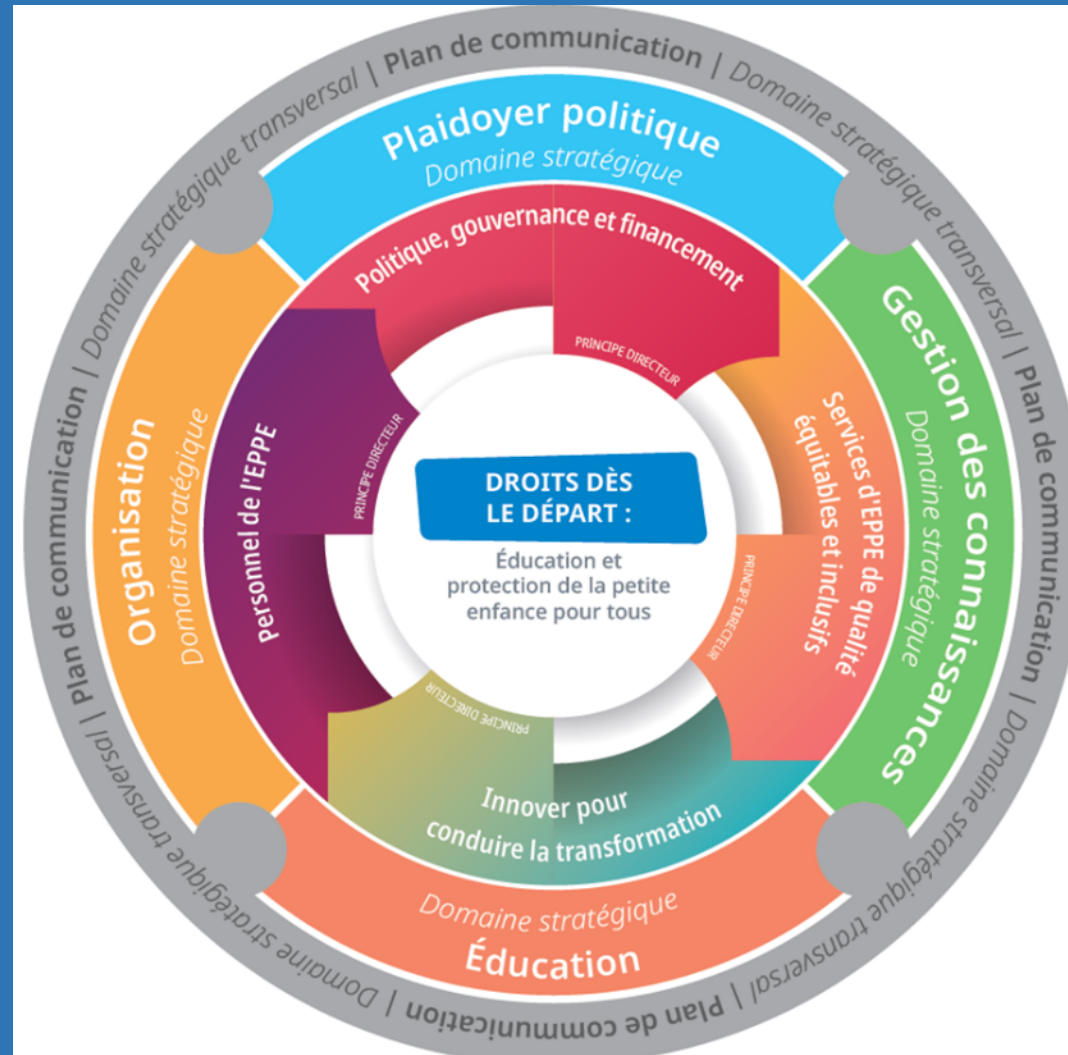 Plan de communication | Domaine stratégique transversal | Plan de communication | Domaine stratégique transversal | Plan de communication | Domaine stratégique transversal | Plan de communication | Domaine stratégique transversal |
Plaidoyer politique
Domaine stratégique
Gestion des connaissances
Domaine stratégique
Domaine stratégique
Éducation
Organisation
Domaine stratégique
Politique, gouvernance et financement
PRINCIPE DIRECTEUR
Services d'EPPE de qualité
équitables et inclusifs
PRINCIPE DIRECTEUR
Innover pour
conduire la transformation
PRINCIPE DIRECTEUR
personnel de l'EPPE
PRINCIPE DIRECTEUR
DROITS DÈS
LE DÉPART :
Éducation et
protection de la petite
enfance pour tous